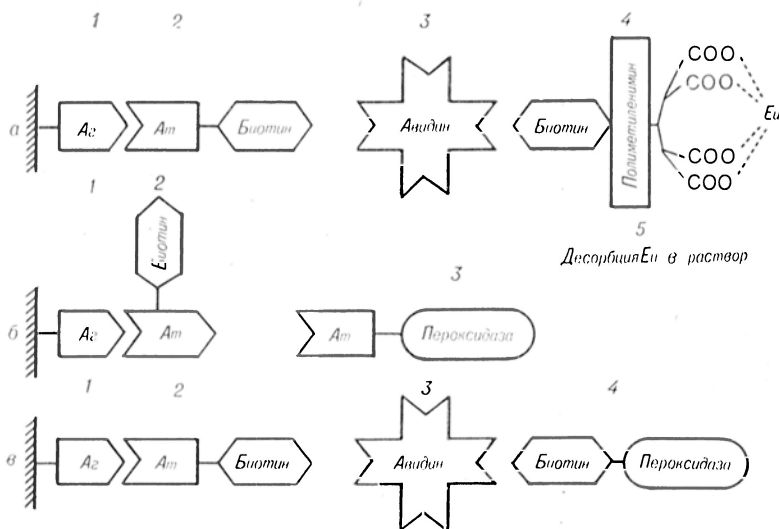 1 2 3 4
а Аг Ат Биотин Авидин Биотин Полиметиленимин COO COO COO COO Eu
5
Десорбция Eu в раствор
1 2 3
б Аг Ат Биотин Ат Пероксидаза
1 2 3 4
в Аг Ат Биотин Авидин Биотин Пероксидаза